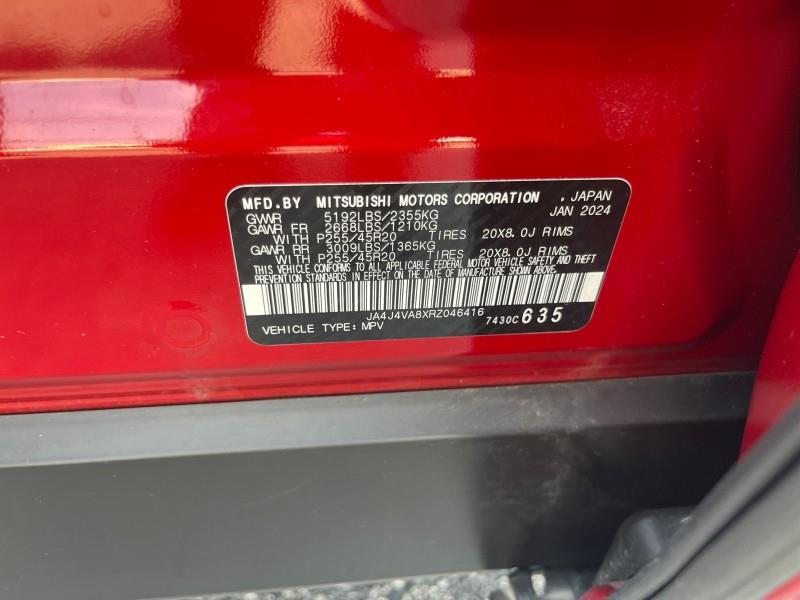 MFD.BY MITSUBISHI MOTORS CORPORATION , JAPAN
GVWR 5192LBS/2355KG JAN 2024
GAWR FR 2668LBS/1210KG
WITH P255/45R20 TIRES 20X8.0J RIMS
GAWR RR 3009LBS/1365KG
WITH P255/45R20 TIRES 20X8.0J RIMS
THIS VEHICLE CONFORMS TO ALL APPLICABLE FEDERAL MOTOR VEHICLE SAFETY AND THEFT
PREVENTION STANDARDS IN EFFECT ON THE DATE OF MANUFACTURE SHOWN ABOVE.
JA4J4VA8XRZ046416
VEHICLE TYPE: MPV 7430C 635